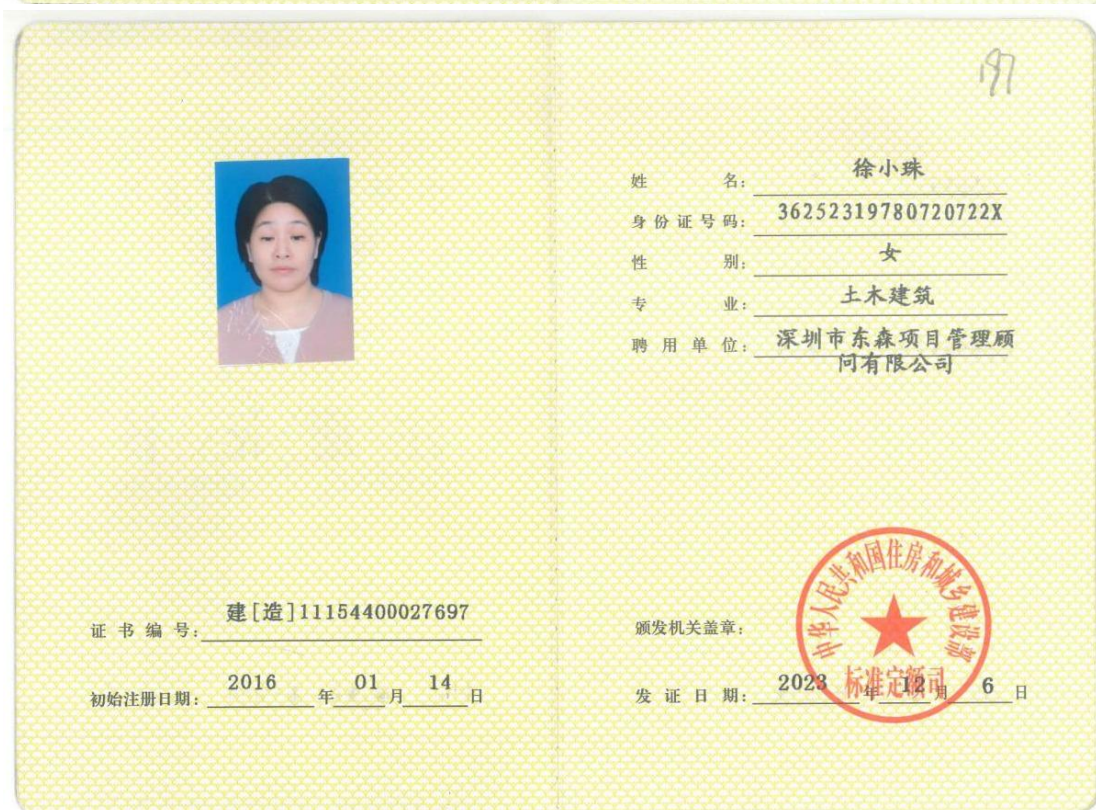 197
姓 名: 徐小珠
身份证号码: 36252319780720722X
性 别: 女
专 业: 土木建筑
聘用单位: 深圳市东森项目管理顾
问有限公司
证书编号: 建[造]11154400027697
初始注册日期: 2016 年 01 月 14 日
颁发机关盖章:
中华人民共和国住房和城乡建设部
标准定额司
发证日期: 2023 年 12 月 6 日